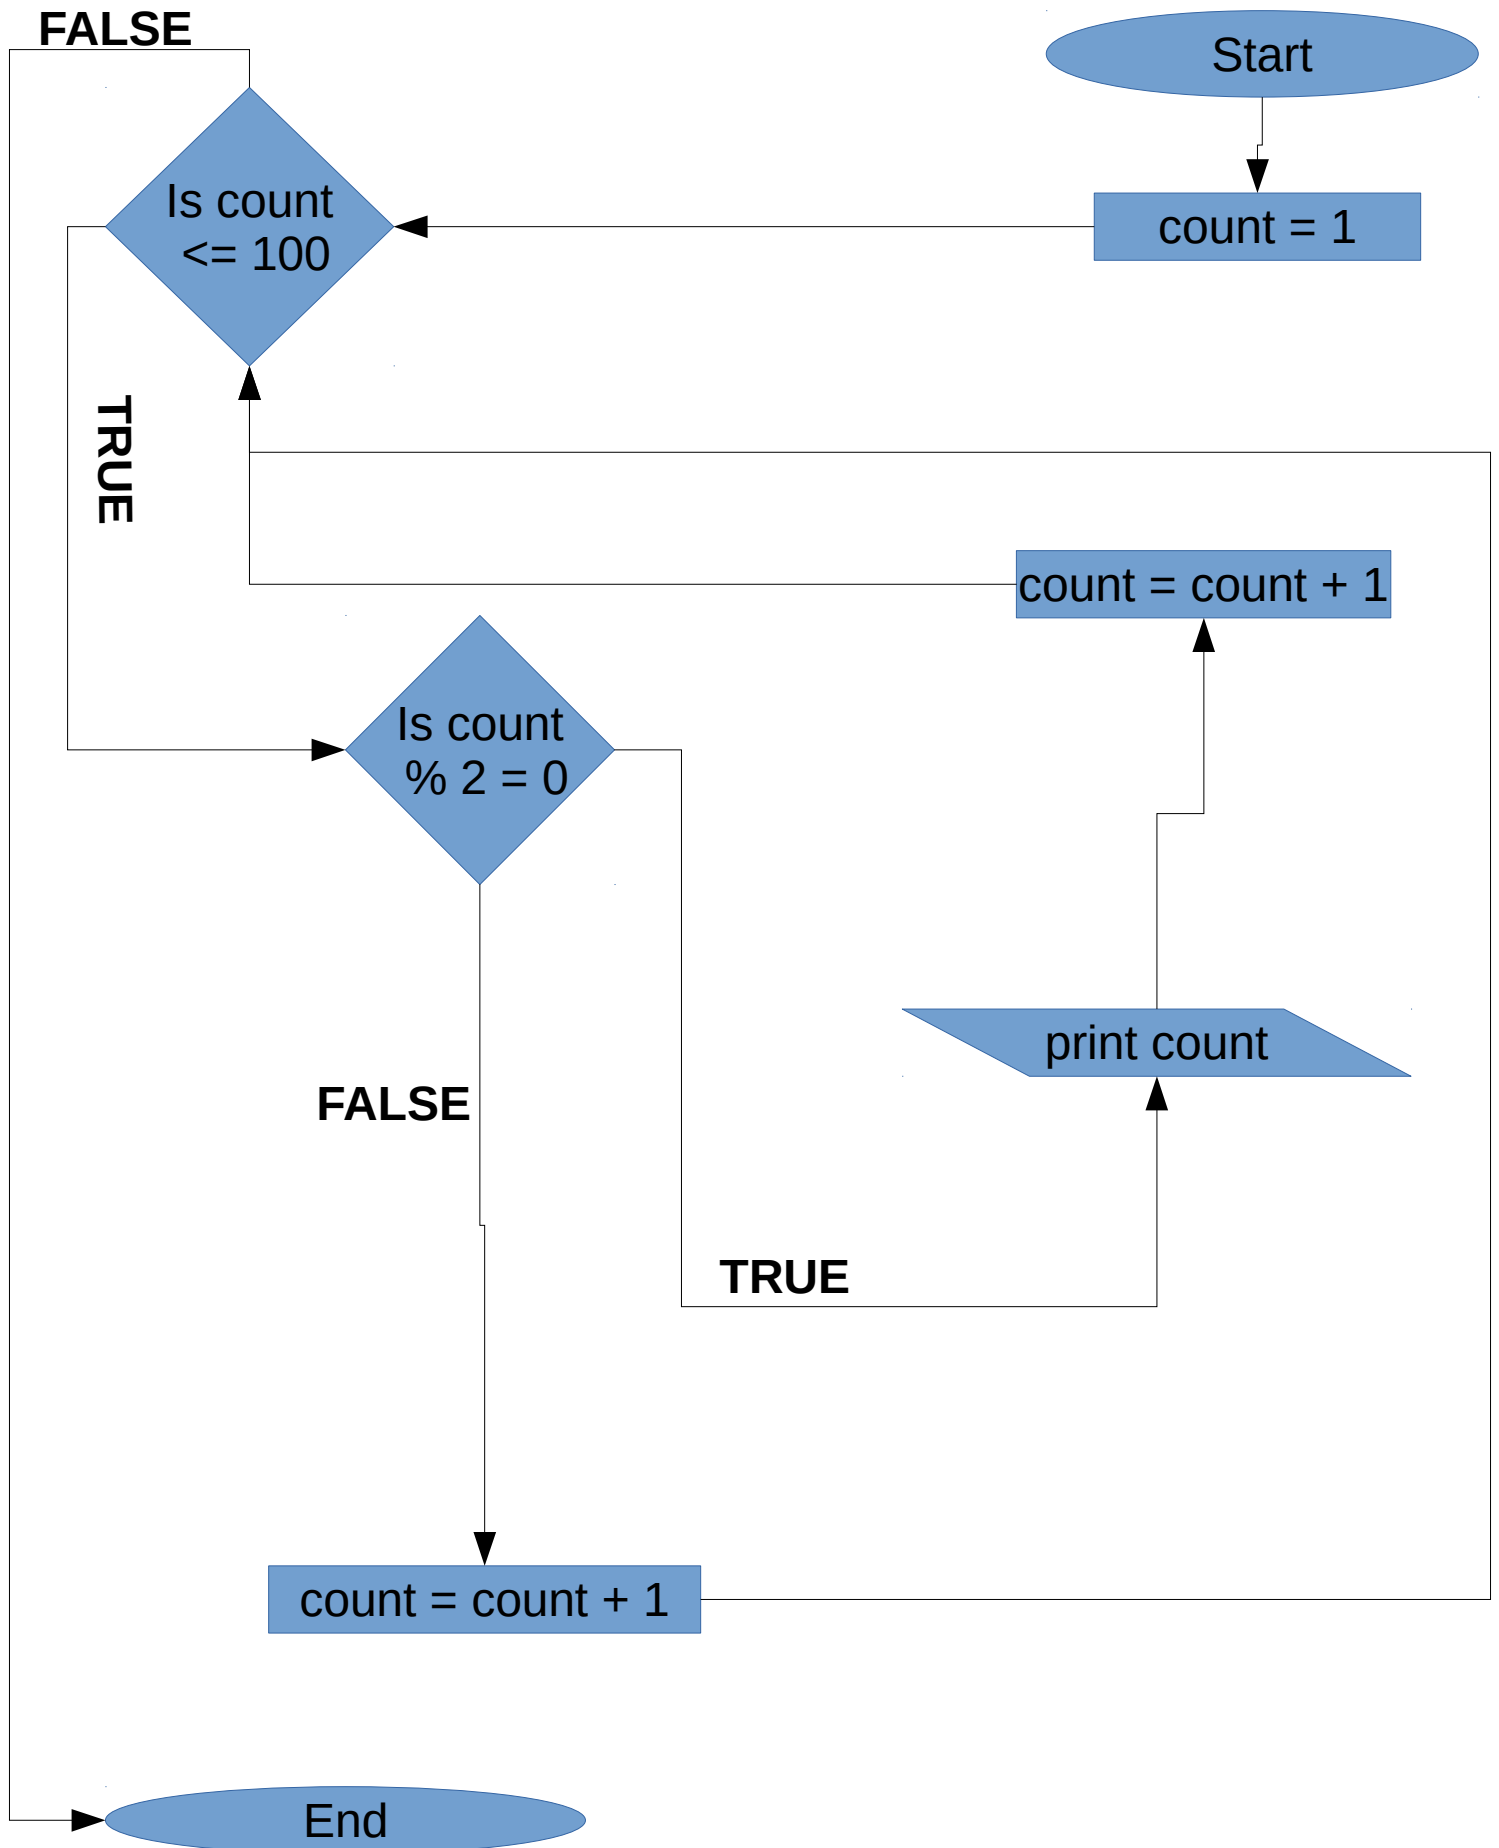 FALSE
Start
Is count
<= 100
count = 1
TRUE
count = count + 1
Is count
% 2 = 0
print count
FALSE
TRUE
count = count + 1
End